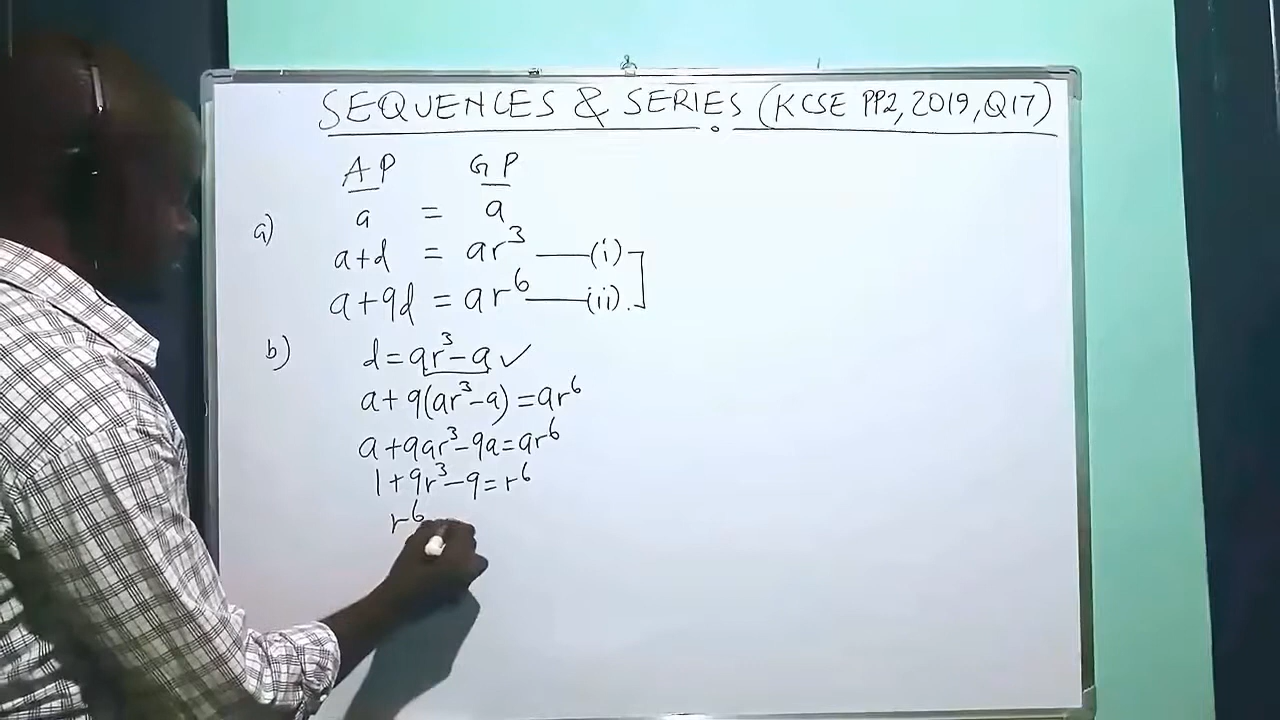 SEQUENCES & SERIES (KCSE PP2, 2019, Q17)
AP GP
a) a = a
a+d = ar³ —(i)
a+9d = ar⁶ —(ii).
b) d = ar³-a ✓
a+9(ar³-a) = ar⁶
a+9ar³-9a=ar⁶
1+9r³-9=r⁶
r⁶